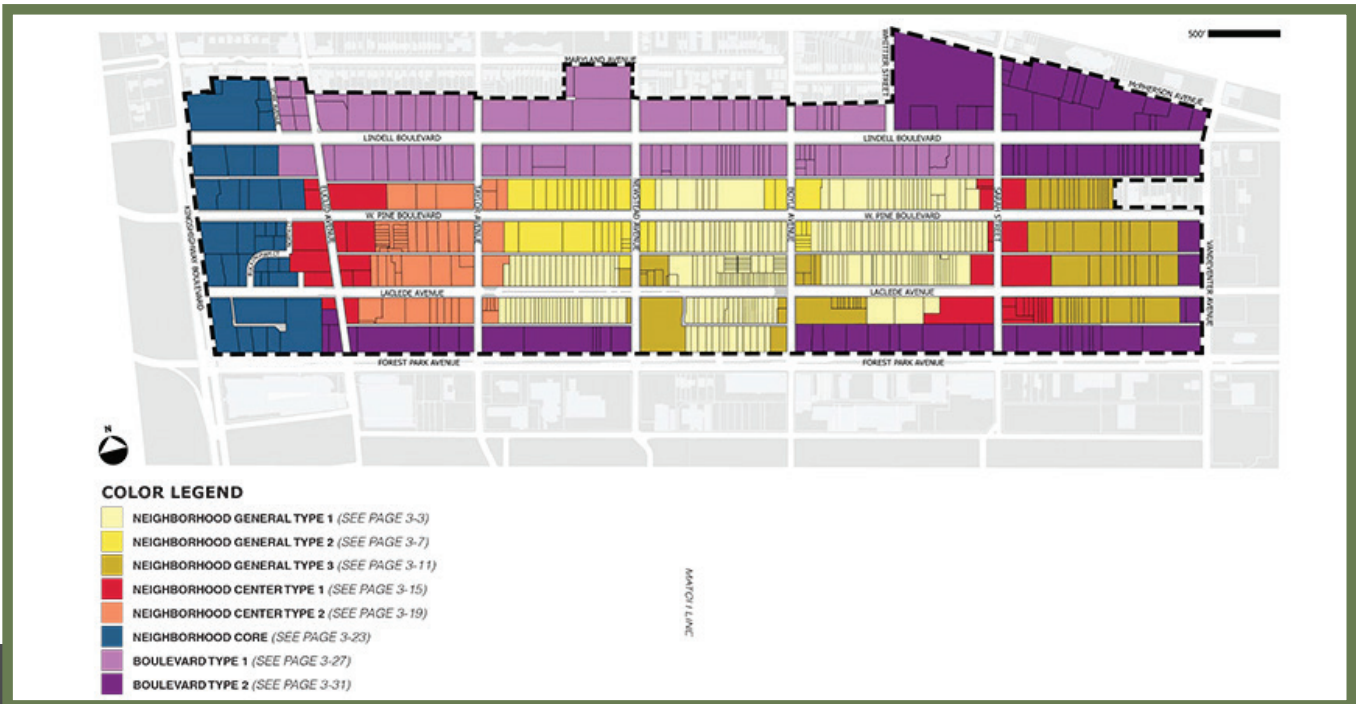 500'
MARYLAND AVENUE
WHITTIER STREET
McPHERSON AVENUE
LINDELL BOULEVARD
LINDELL BOULEVARD
KINGSHIGHWAY BOULEVARD
EUCLID AVENUE
TAYLOR AVENUE
NEWSTEAD AVENUE
BOYLE AVENUE
SARAH STREET
VANDEVENTER AVENUE
W. PINE BOULEVARD
W. PINE BOULEVARD
LACLEDE AVENUE
LACLEDE AVENUE
FOREST PARK AVENUE
FOREST PARK AVENUE
N
COLOR LEGEND
NEIGHBORHOOD GENERAL TYPE 1 (SEE PAGE 3-3)
NEIGHBORHOOD GENERAL TYPE 2 (SEE PAGE 3-7)
NEIGHBORHOOD GENERAL TYPE 3 (SEE PAGE 3-11)
NEIGHBORHOOD CENTER TYPE 1 (SEE PAGE 3-15)
NEIGHBORHOOD CENTER TYPE 2 (SEE PAGE 3-19)
NEIGHBORHOOD CORE (SEE PAGE 3-23)
BOULEVARD TYPE 1 (SEE PAGE 3-27)
BOULEVARD TYPE 2 (SEE PAGE 3-31)
MATCH LINE